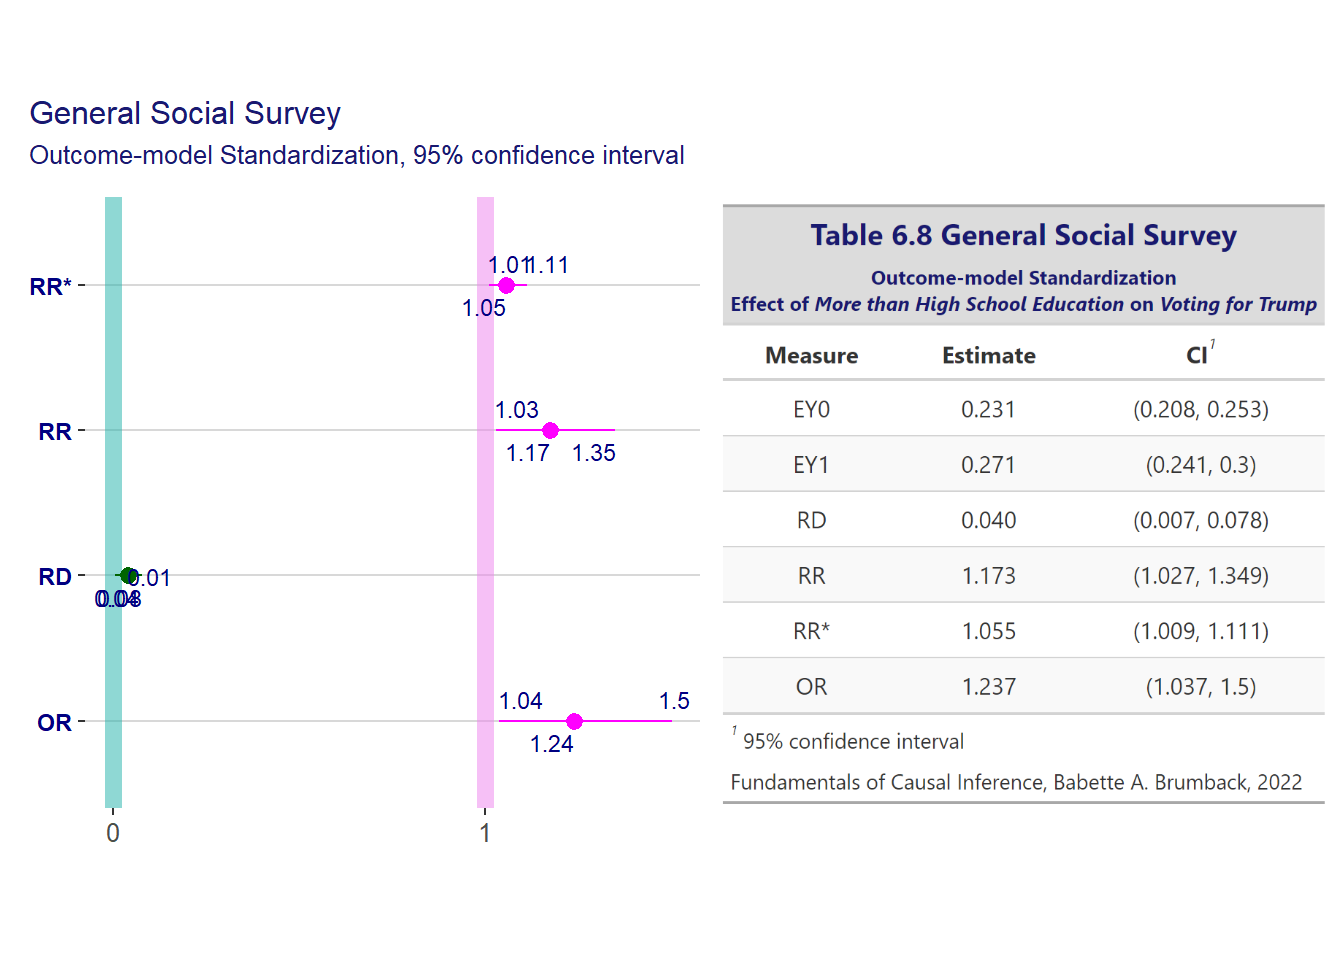 General Social Survey
Outcome-model Standardization, 95% confidence interval
RR*
1.01 1.11
1.05
RR
1.03
1.17 1.35
RD
0.01
0.04 0.08
OR
1.04 1.5
1.24
0 1
Table 6.8 General Social Survey
Outcome-model Standardization
Effect of More than High School Education on Voting for Trump
Measure Estimate CI1
EY0 0.231 (0.208, 0.253)
EY1 0.271 (0.241, 0.3)
RD 0.040 (0.007, 0.078)
RR 1.173 (1.027, 1.349)
RR* 1.055 (1.009, 1.111)
OR 1.237 (1.037, 1.5)
1 95% confidence interval
Fundamentals of Causal Inference, Babette A. Brumback, 2022